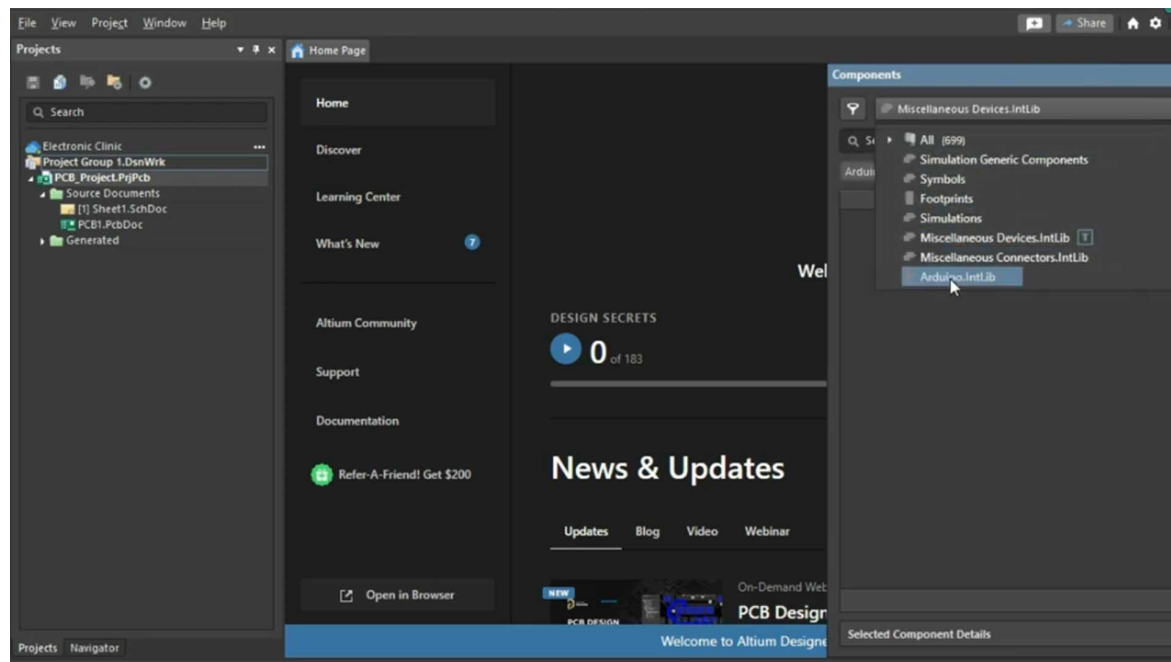 File View Project Window Help
Share
Projects
Home Page
Components
Search
Electronic Clinic
Project Group 1.DsnWrk
PCB_Project.PrjPcb
Source Documents
[1] Sheet1.SchDoc
PCB1.PcbDoc
Generated
Projects Navigator
Home
Discover
Learning Center
What's New 7
Altium Community
Support
Documentation
Refer-A-Friend! Get $200
Open in Browser
Wel
DESIGN SECRETS
0 of 183
News & Updates
Updates Blog Video Webinar
NEW
PCB DESIGN
On-Demand Web
PCB Design
Welcome to Altium Designe
Miscellaneous Devices.IntLib
Se
Arduin
All (699)
Simulation Generic Components
Symbols
Footprints
Simulations
Miscellaneous Devices.IntLib T
Miscellaneous Connectors.IntLib
Arduino.IntLib
Selected Component Details